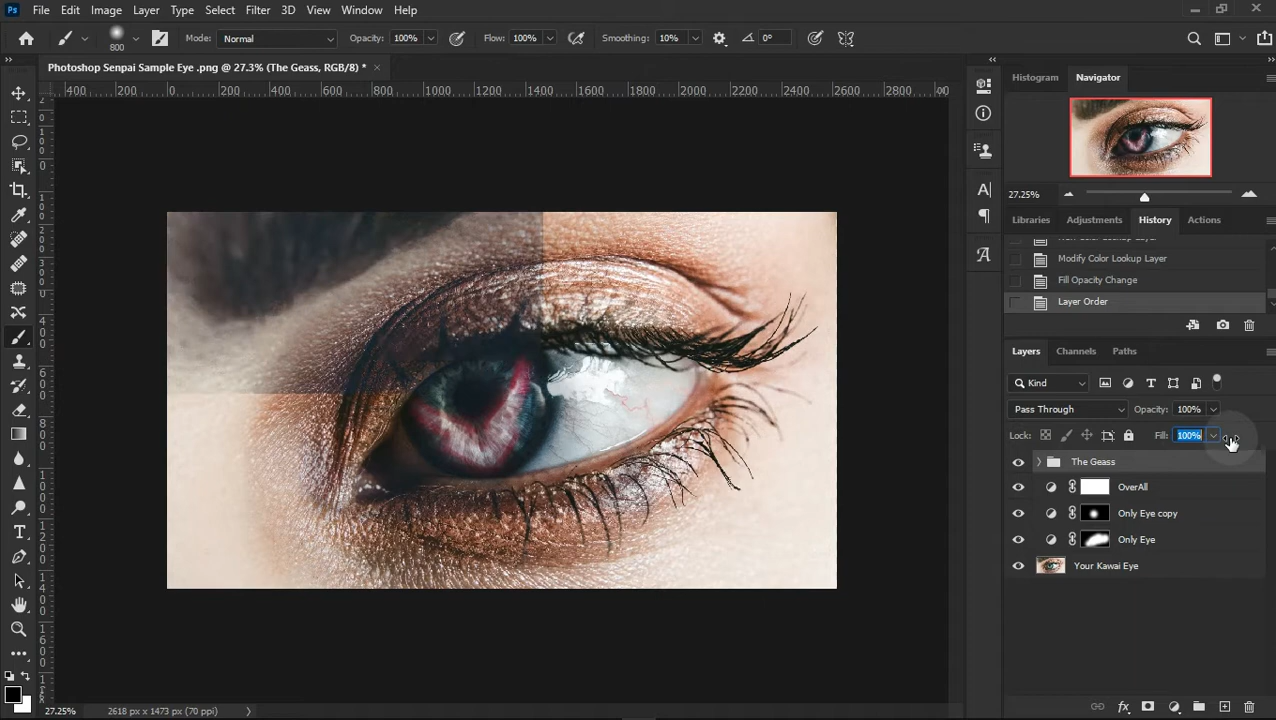 Ps File Edit Image Layer Type Select Filter 3D View Window Help
800 Mode: Normal Opacity: 100% Flow: 100% Smoothing: 10% 0°
Photoshop Senpai Sample Eye .png @ 27.3% (The Geass, RGB/8) *
400 200 0 200 400 600 800 1000 1200 1400 1600 1800 2000 2200 2400 2600 2800
Histogram Navigator
27.25%
Libraries Adjustments History Actions
Modify Color Lookup Layer
Fill Opacity Change
Layer Order
Layers Channels Paths
Kind
Pass Through Opacity: 100%
Lock: Fill: 100%
The Geass
OverAll
Only Eye copy
Only Eye
Your Kawai Eye
27.25% 2618 px x 1473 px (70 ppi)